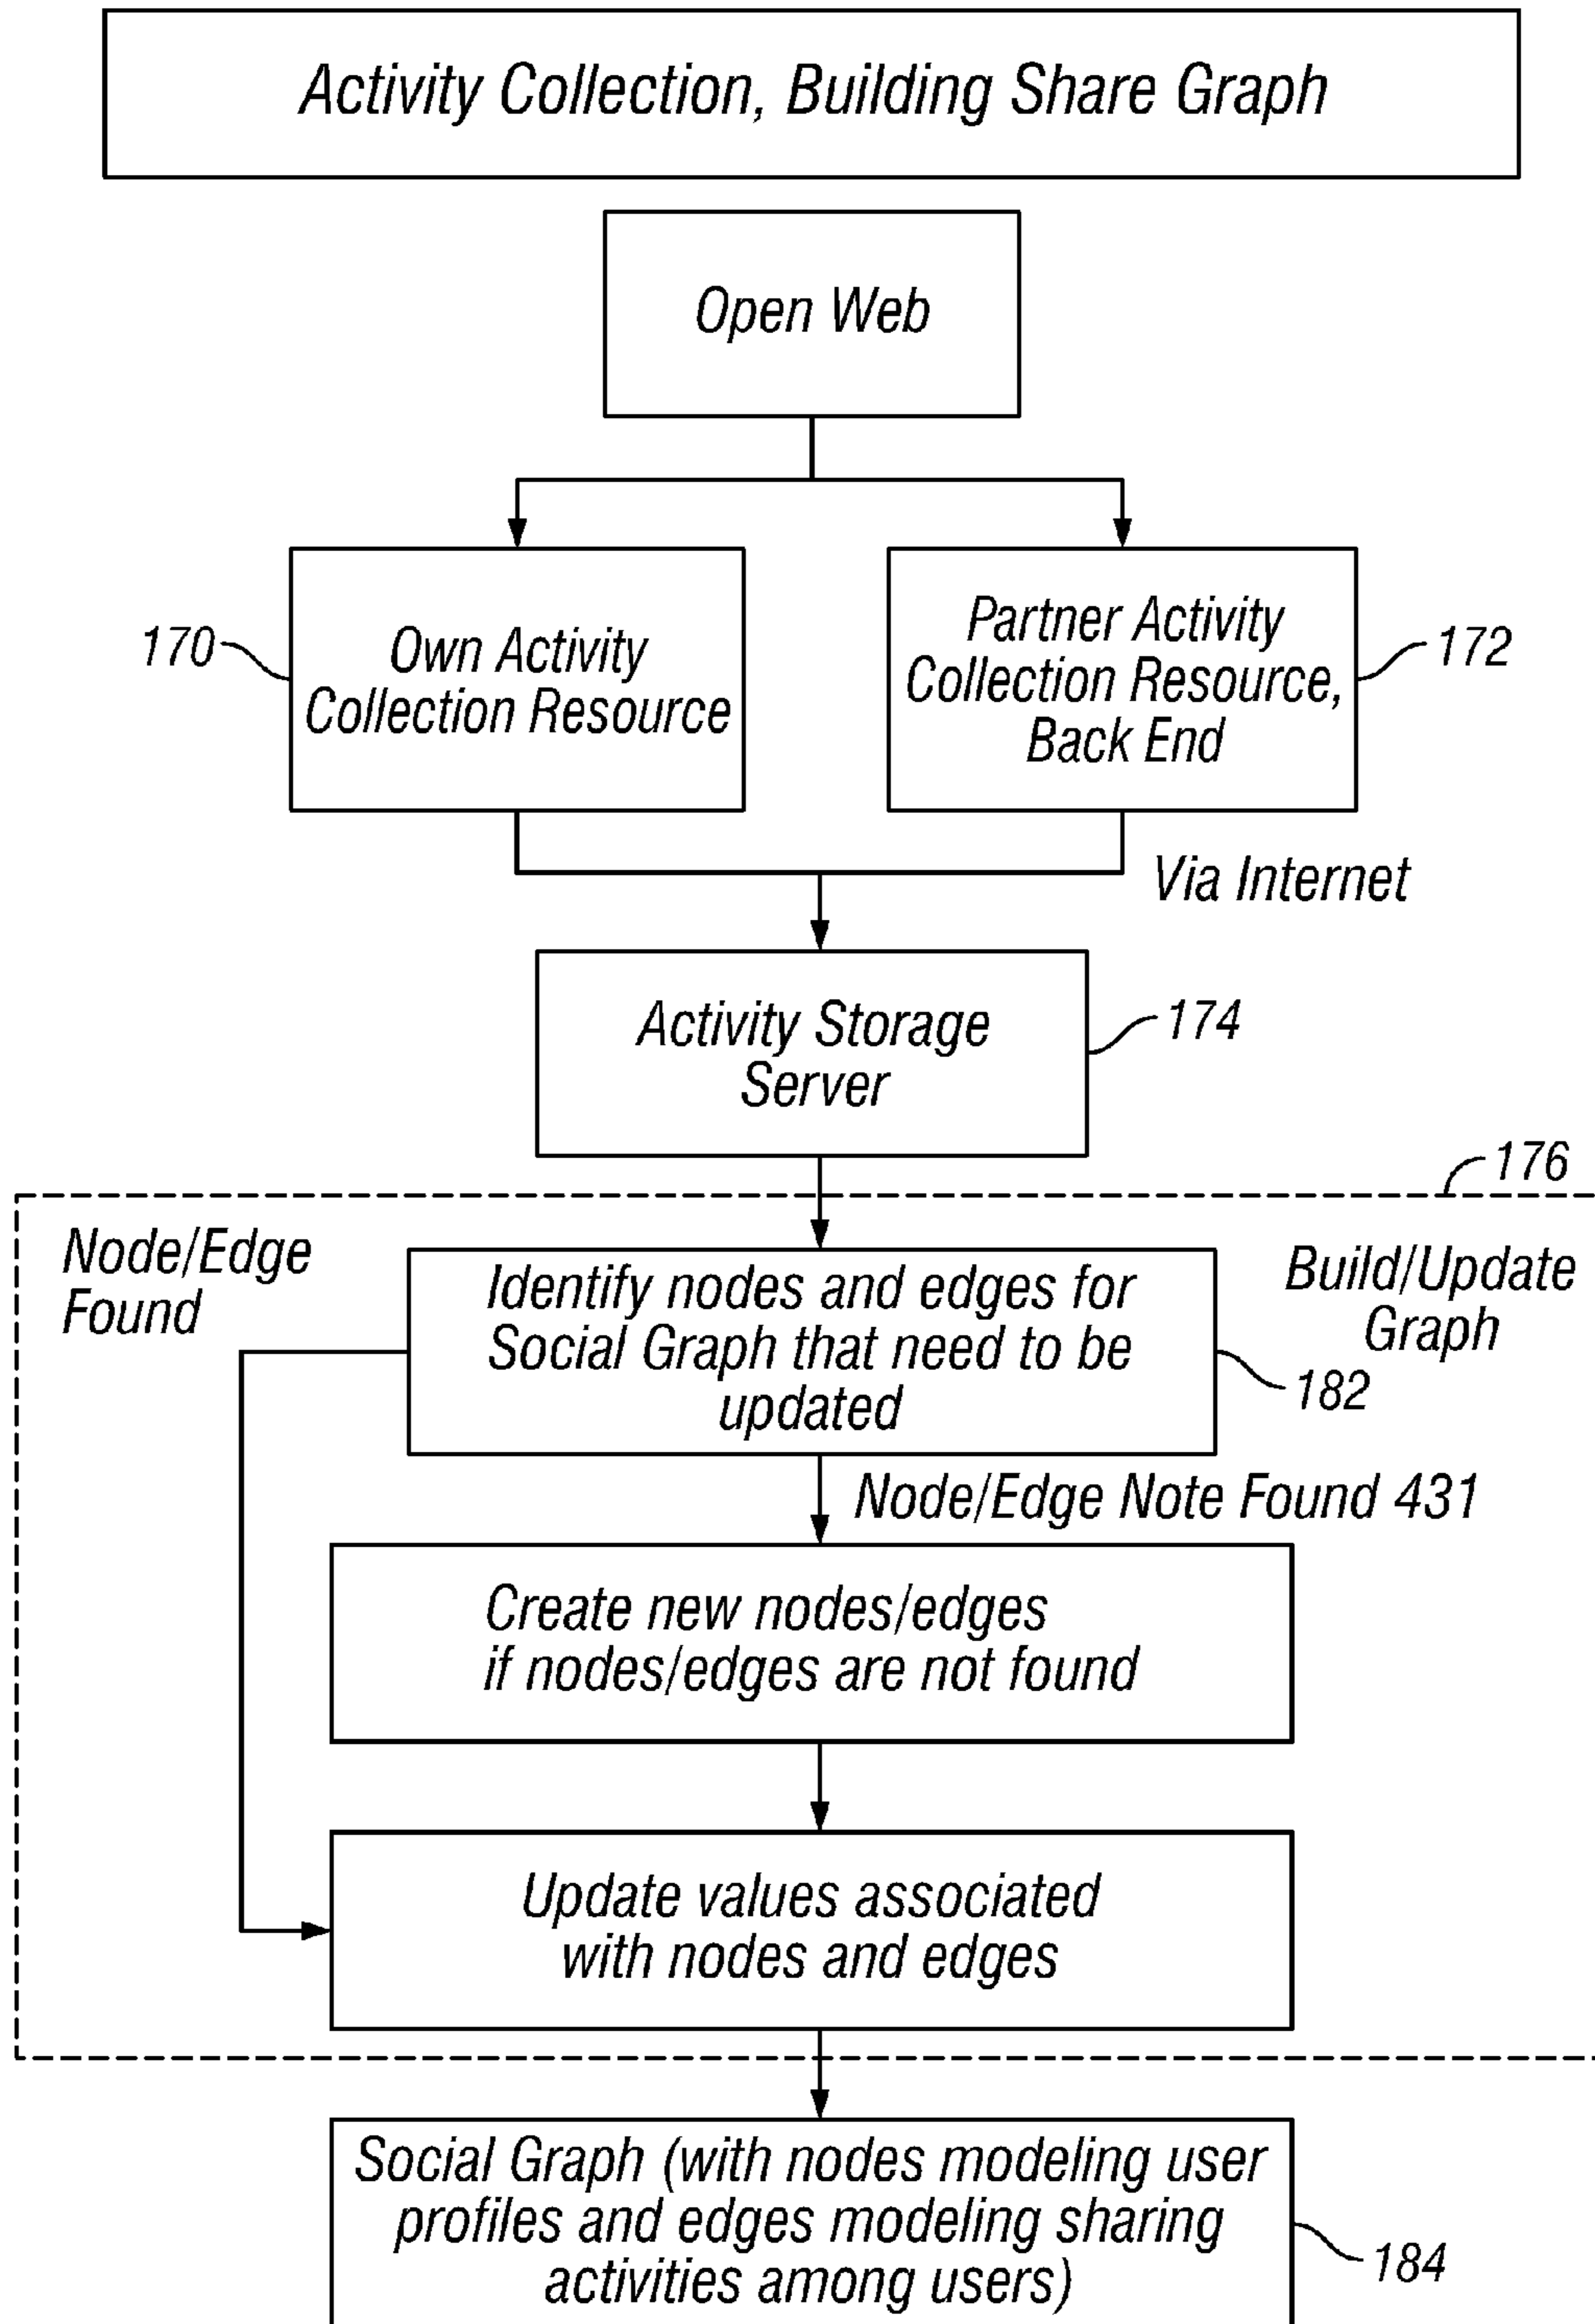 Activity Collection, Building Share Graph
Open Web
170
Own Activity
Collection Resource
Partner Activity
Collection Resource,
Back End
172
Via Internet
Activity Storage
Server
174
176
Node/Edge
Found
Identify nodes and edges for
Social Graph that need to be
updated
Build/Update
Graph
182
Node/Edge Note Found 431
Create new nodes/edges
if nodes/edges are not found
Update values associated
with nodes and edges
Social Graph (with nodes modeling user
profiles and edges modeling sharing
activities among users)
184